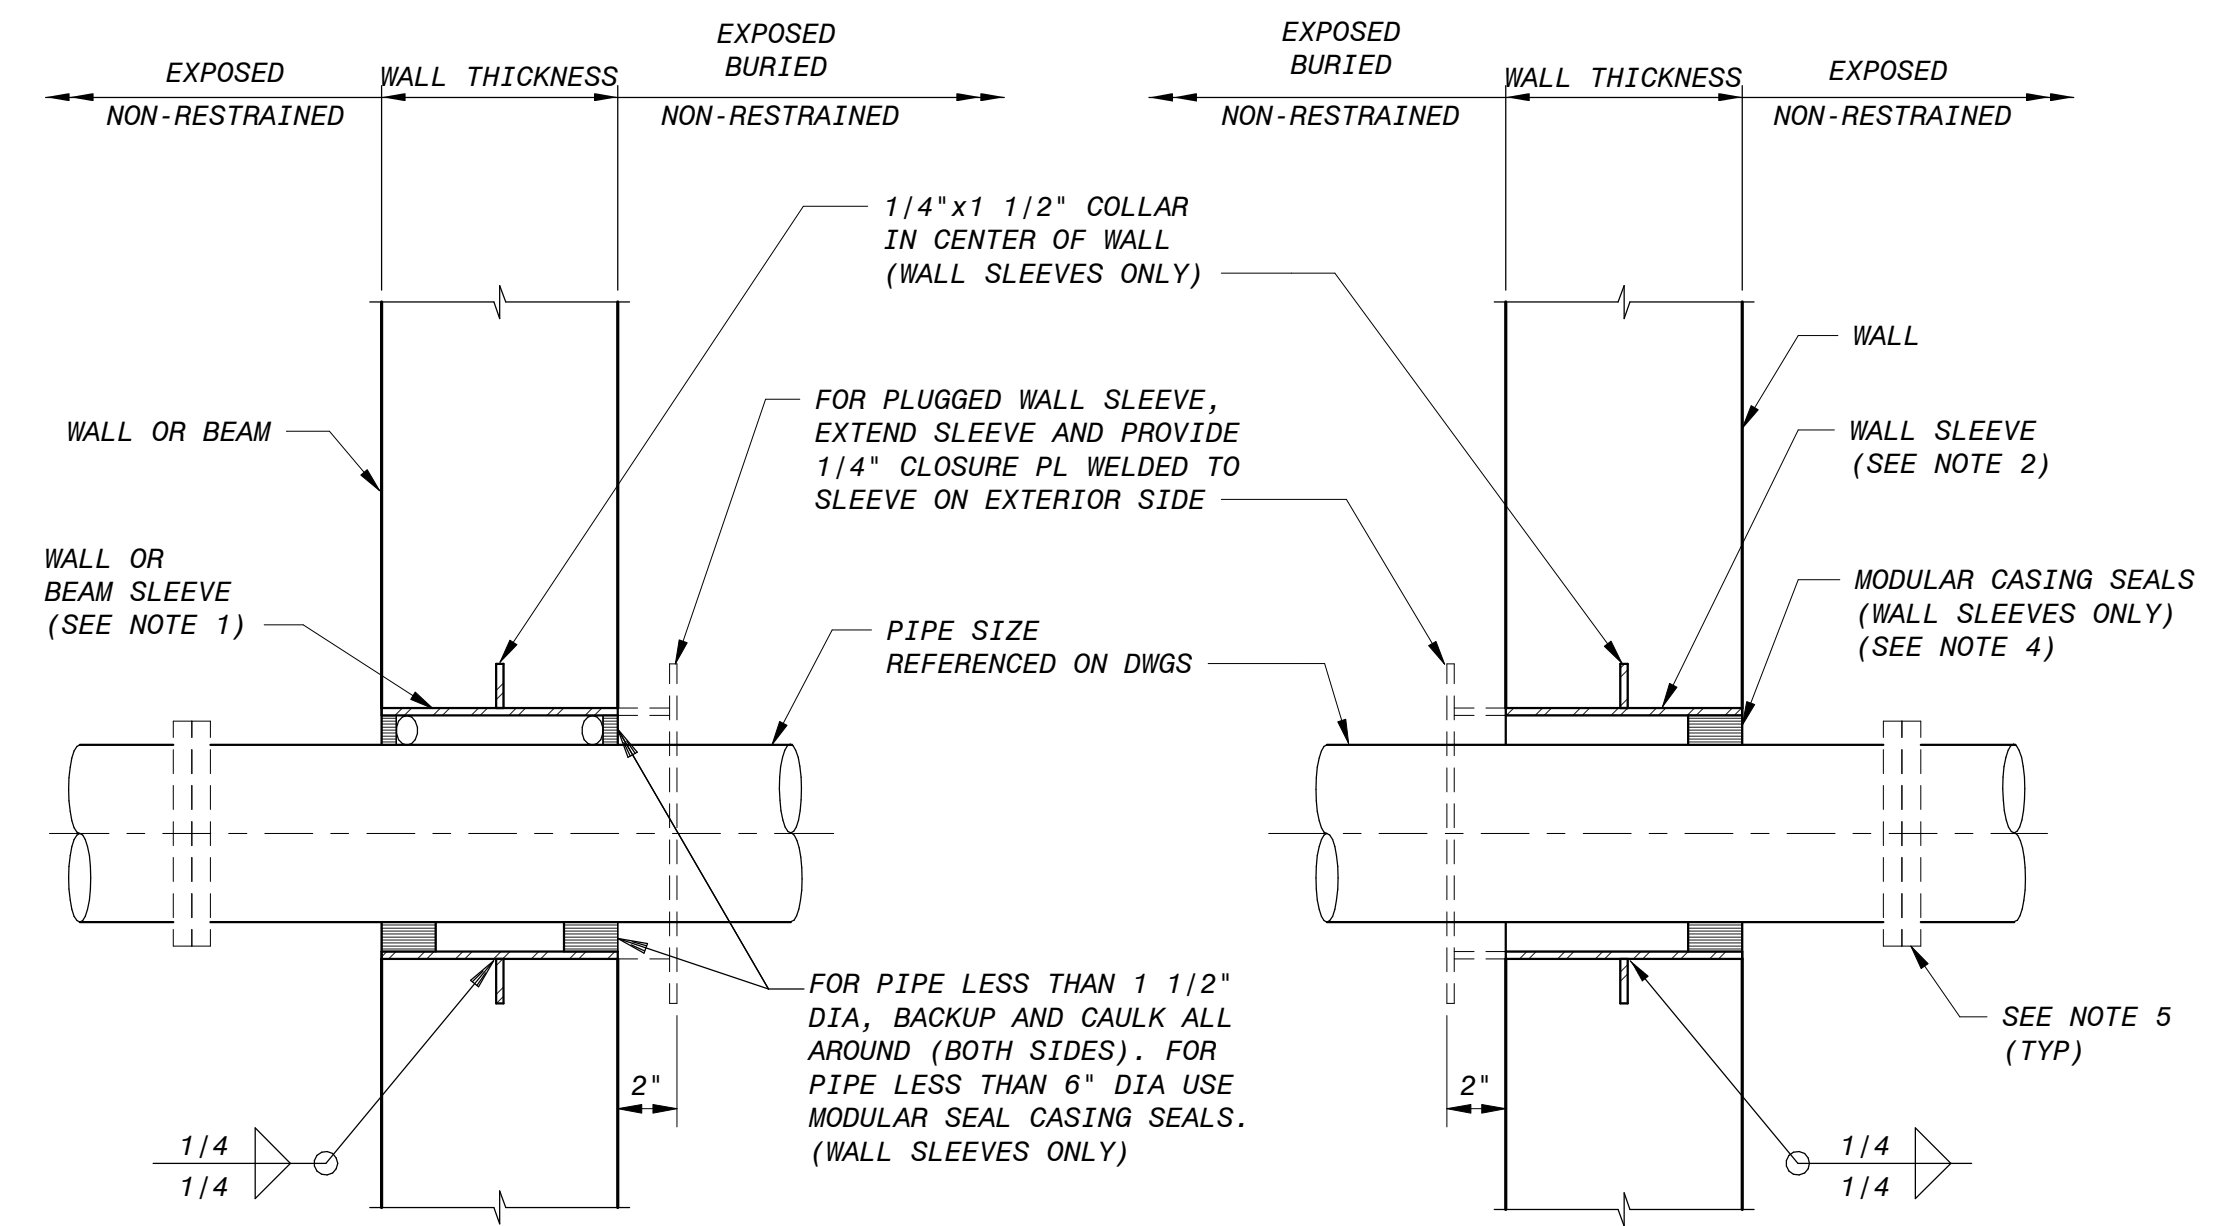 EXPOSED
NON-RESTRAINED
WALL THICKNESS
EXPOSED
BURIED
NON-RESTRAINED
EXPOSED
BURIED
NON-RESTRAINED
WALL THICKNESS
EXPOSED
NON-RESTRAINED
1/4"x1 1/2" COLLAR
IN CENTER OF WALL
(WALL SLEEVES ONLY)
WALL
WALL OR BEAM
FOR PLUGGED WALL SLEEVE,
EXTEND SLEEVE AND PROVIDE
1/4" CLOSURE PL WELDED TO
SLEEVE ON EXTERIOR SIDE
WALL SLEEVE
(SEE NOTE 2)
WALL OR
BEAM SLEEVE
(SEE NOTE 1)
PIPE SIZE
REFERENCED ON DWGS
MODULAR CASING SEALS
(WALL SLEEVES ONLY)
(SEE NOTE 4)
FOR PIPE LESS THAN 1 1/2"
DIA, BACKUP AND CAULK ALL
AROUND (BOTH SIDES). FOR
PIPE LESS THAN 6" DIA USE
MODULAR SEAL CASING SEALS.
(WALL SLEEVES ONLY)
2"
2"
SEE NOTE 5
(TYP)
1/4
1/4
1/4
1/4